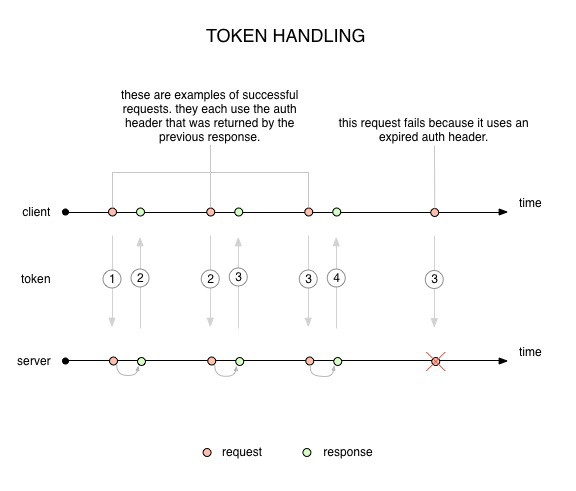 TOKEN HANDLING
these are examples of successful
requests. they each use the auth
header that was returned by the
previous response.
this request fails because it uses an
expired auth header.
client
time
token
1
2
2
3
3
4
3
server
time
request
response